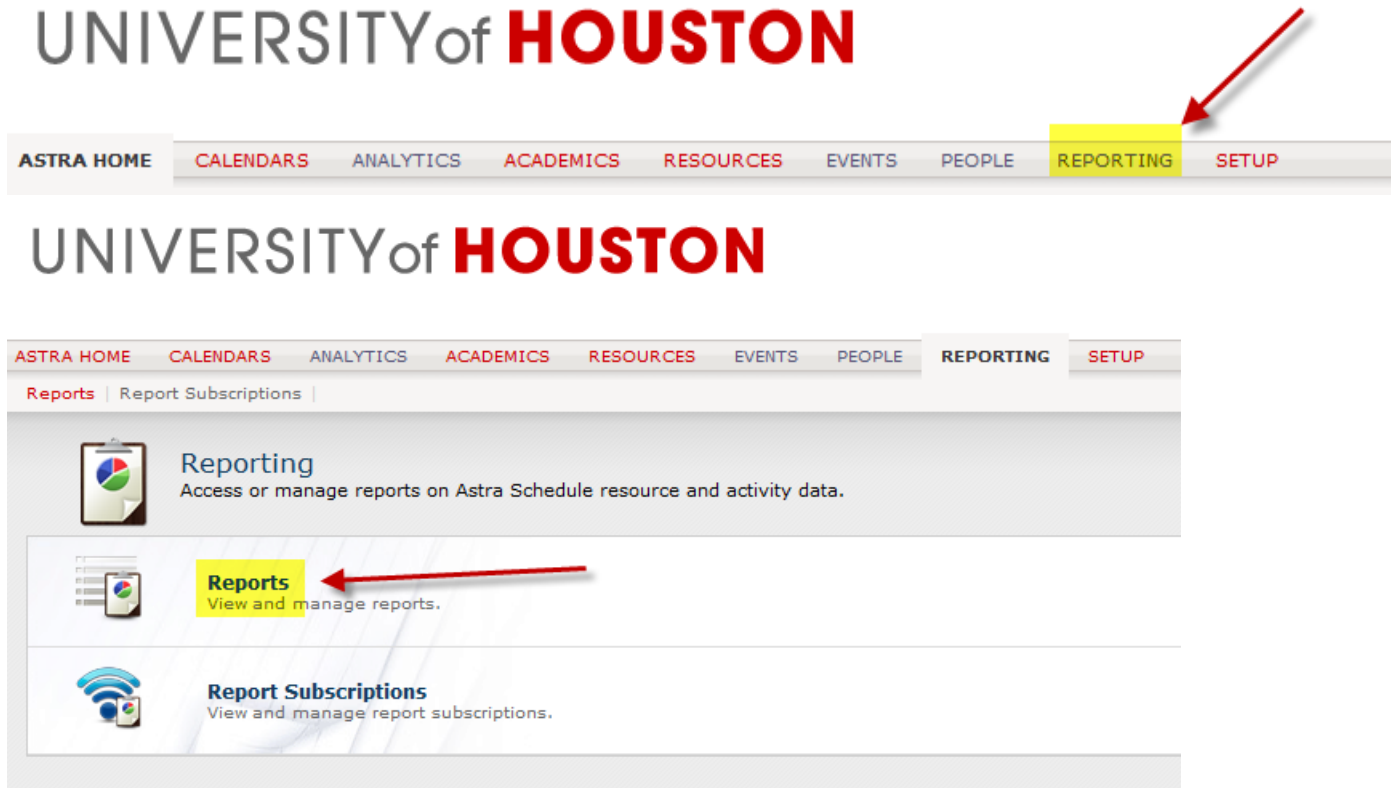 UNIVERSITYof HOUSTON
ASTRA HOME CALENDARS ANALYTICS ACADEMICS RESOURCES EVENTS PEOPLE REPORTING SETUP
UNIVERSITYof HOUSTON
ASTRA HOME CALENDARS ANALYTICS ACADEMICS RESOURCES EVENTS PEOPLE REPORTING SETUP
Reports | Report Subscriptions |
Reporting
Access or manage reports on Astra Schedule resource and activity data.
Reports
View and manage reports.
Report Subscriptions
View and manage report subscriptions.